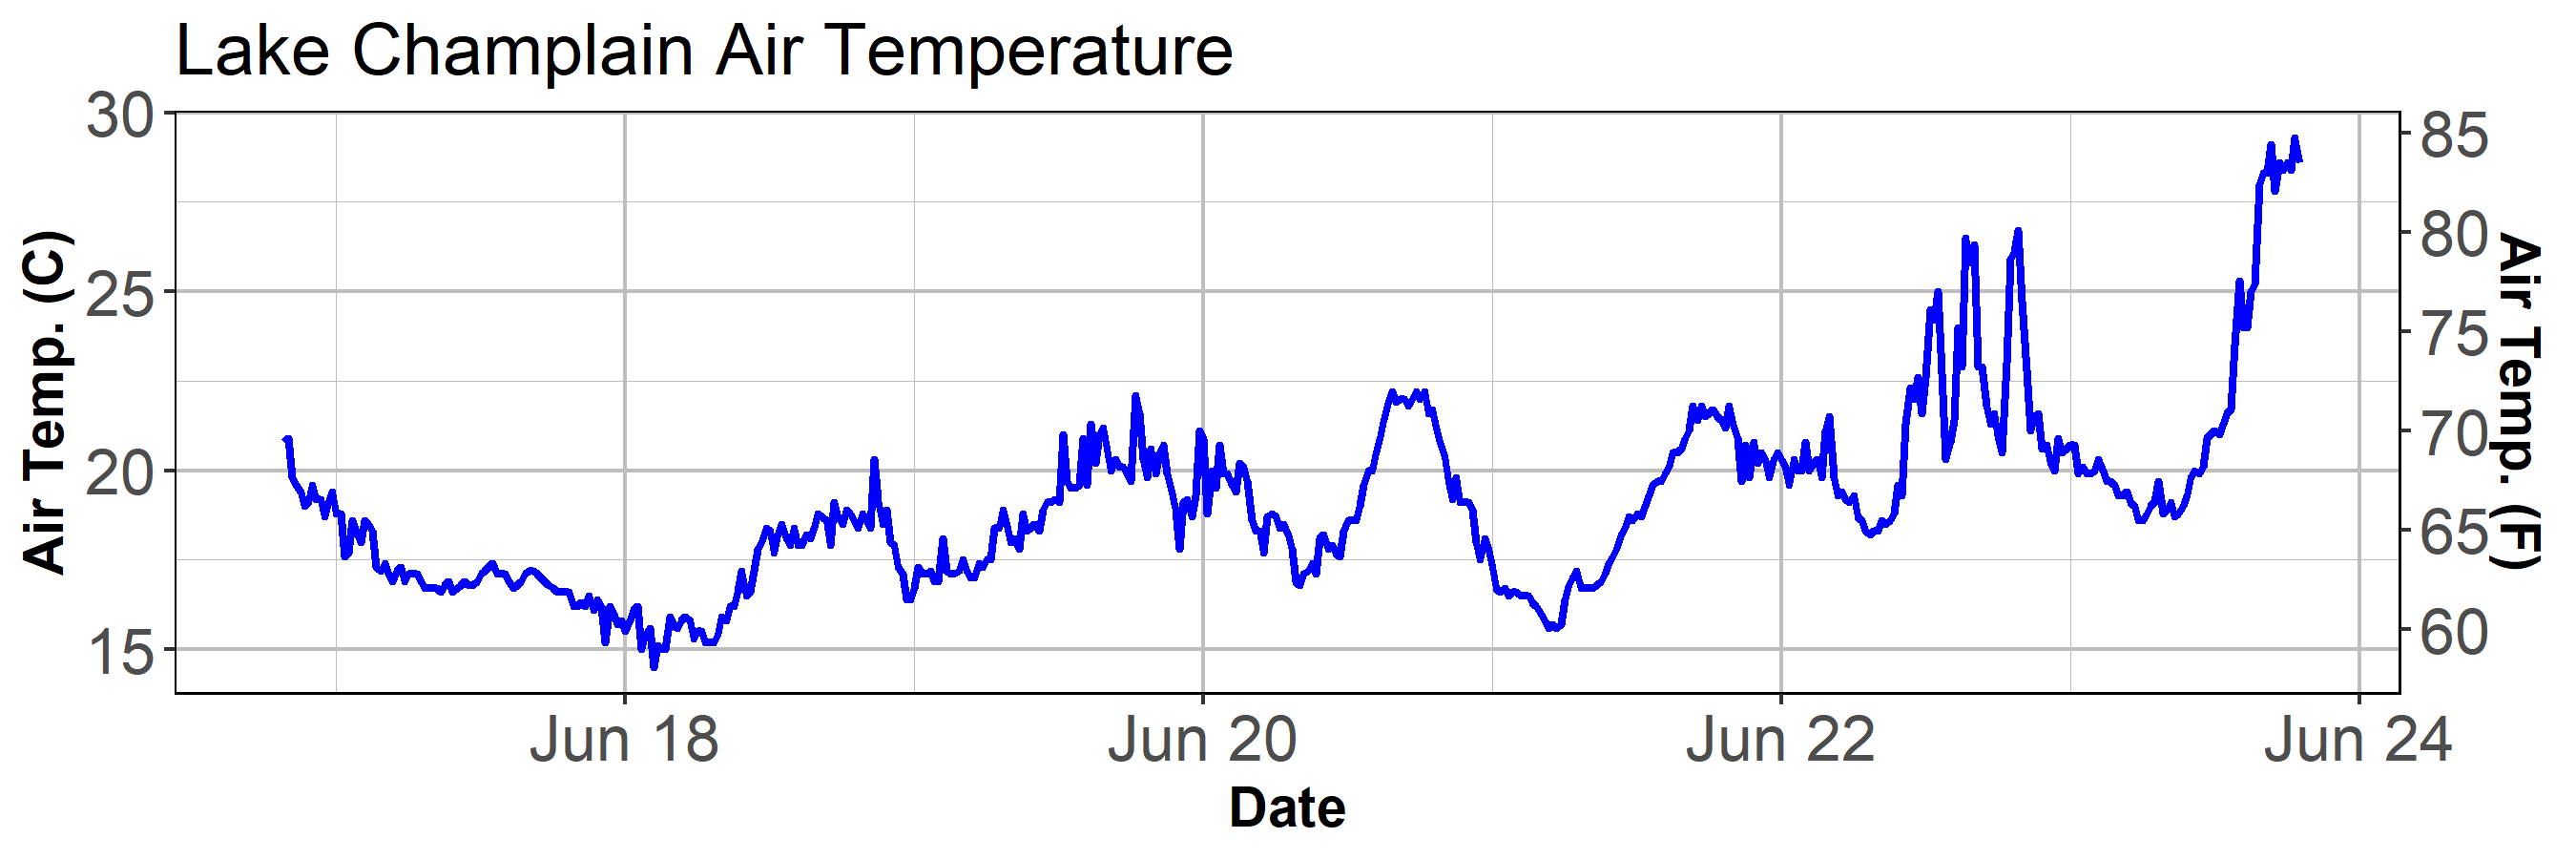 Lake Champlain Air Temperature
30
25
20
15
Air Temp. (C)
85
80
75
70
65
60
Air Temp. (F)
Jun 18 Jun 20 Jun 22 Jun 24
Date